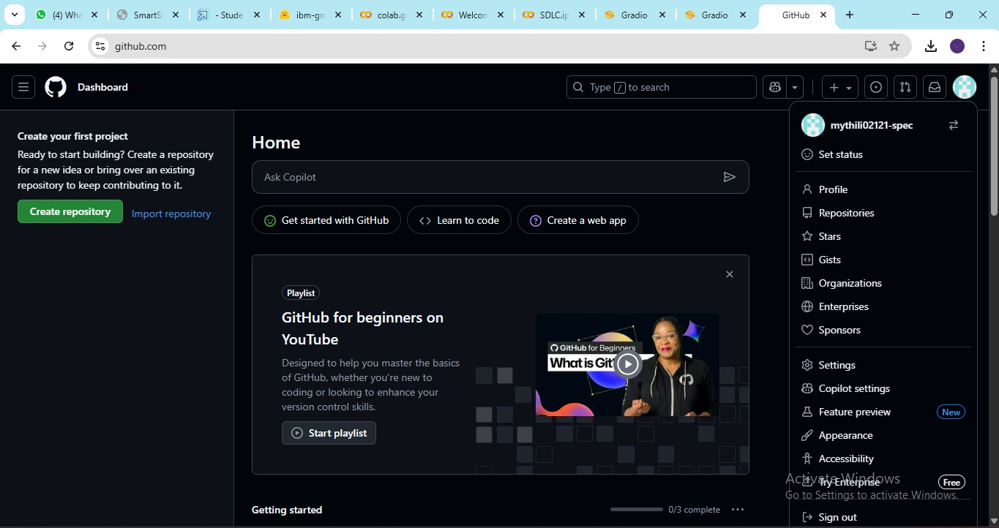 (4) Wha
SmartS
- Stude
ibm-gra
colab.g
Welcom
SDLC.ip
Gradio
Gradio
GitHub
github.com
Dashboard
Type / to search
Create your first project
Ready to start building? Create a repository
for a new idea or bring over an existing
repository to keep contributing to it.
Create repository
Import repository
Home
Ask Copilot
Get started with GitHub
Learn to code
Create a web app
Playlist
GitHub for beginners on
YouTube
Designed to help you master the basics
of GitHub, whether you're new to
coding or looking to enhance your
version control skills.
Start playlist
GitHub for Beginners
What is Git
Getting started
0/3 complete
mythili02121-spec
Set status
Profile
Repositories
Stars
Gists
Organizations
Enterprises
Sponsors
Settings
Copilot settings
Feature preview
New
Appearance
Accessibility
Try Enterprise
Free
Activate Windows
Go to Settings to activate Windows.
Sign out